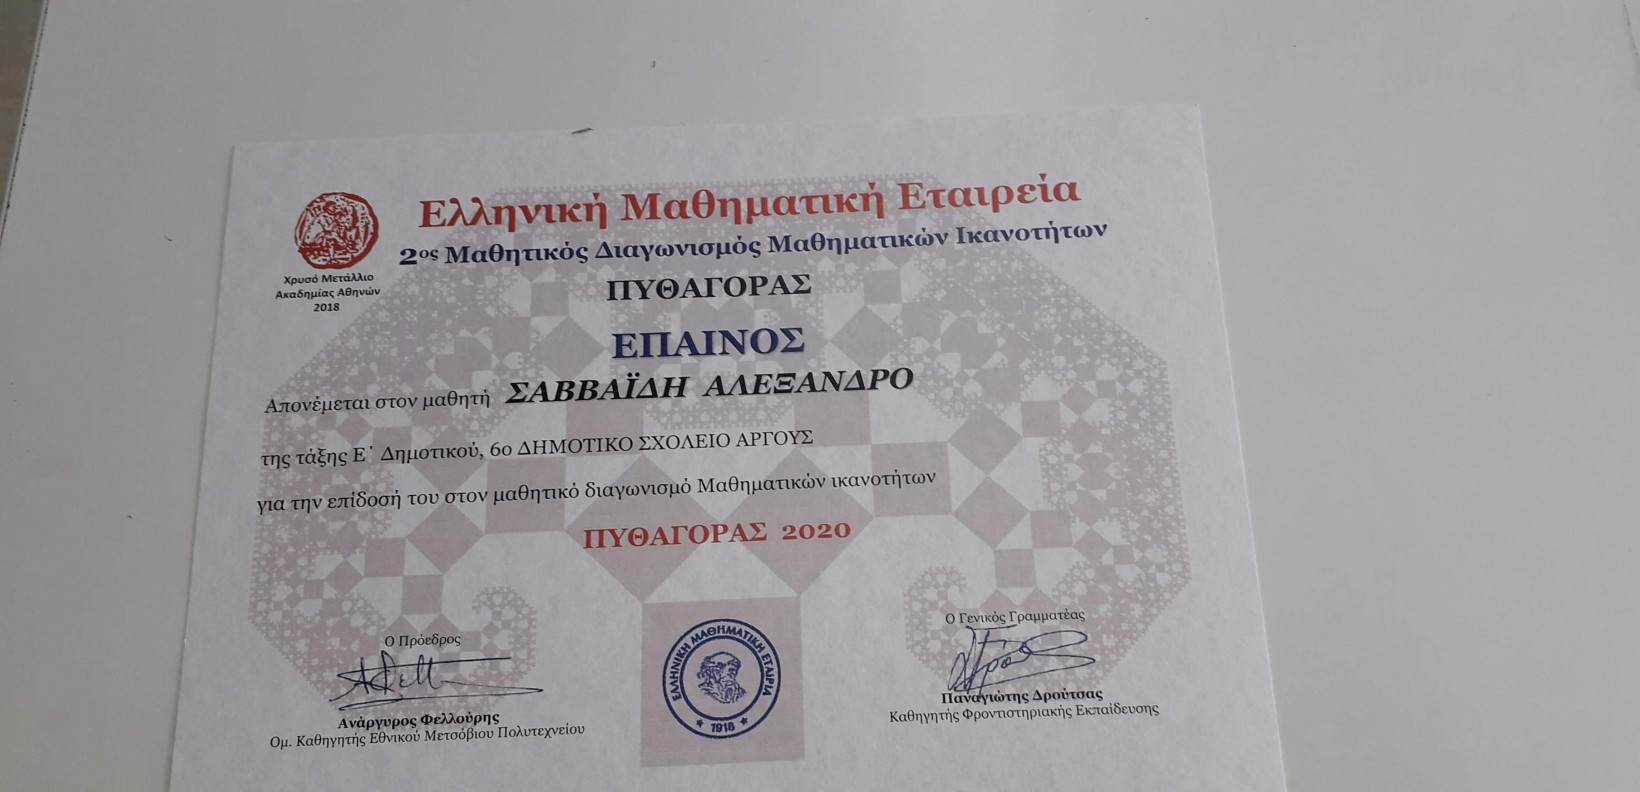 Ελληνική Μαθηματική Εταιρεία
2ος Μαθητικός Διαγωνισμός Μαθηματικών Ικανοτήτων
ΠΥΘΑΓΟΡΑΣ
Χρυσό Μετάλλιο
Ακαδημίας Αθηνών
2018
ΕΠΑΙΝΟΣ
Απονέμεται στον μαθητή ΣΑΒΒΑΪΔΗ ΑΛΕΞΑΝΔΡΟ
της τάξης Ε΄ Δημοτικού, 6ο ΔΗΜΟΤΙΚΟ ΣΧΟΛΕΙΟ ΑΡΓΟΥΣ
για την επίδοσή του στον μαθητικό διαγωνισμό Μαθηματικών ικανοτήτων
ΠΥΘΑΓΟΡΑΣ 2020
Ο Πρόεδρος
Ανάργυρος Φελλούρης
Ομ. Καθηγητής Εθνικού Μετσόβιου Πολυτεχνείου
ΕΛΛΗΝΙΚΗ ΜΑΘΗΜΑΤΙΚΗ ΕΤΑΙΡΙΑ
1918
Ο Γενικός Γραμματέας
Παναγιώτης Δρούτσας
Καθηγητής Φροντιστηριακής Εκπαίδευσης